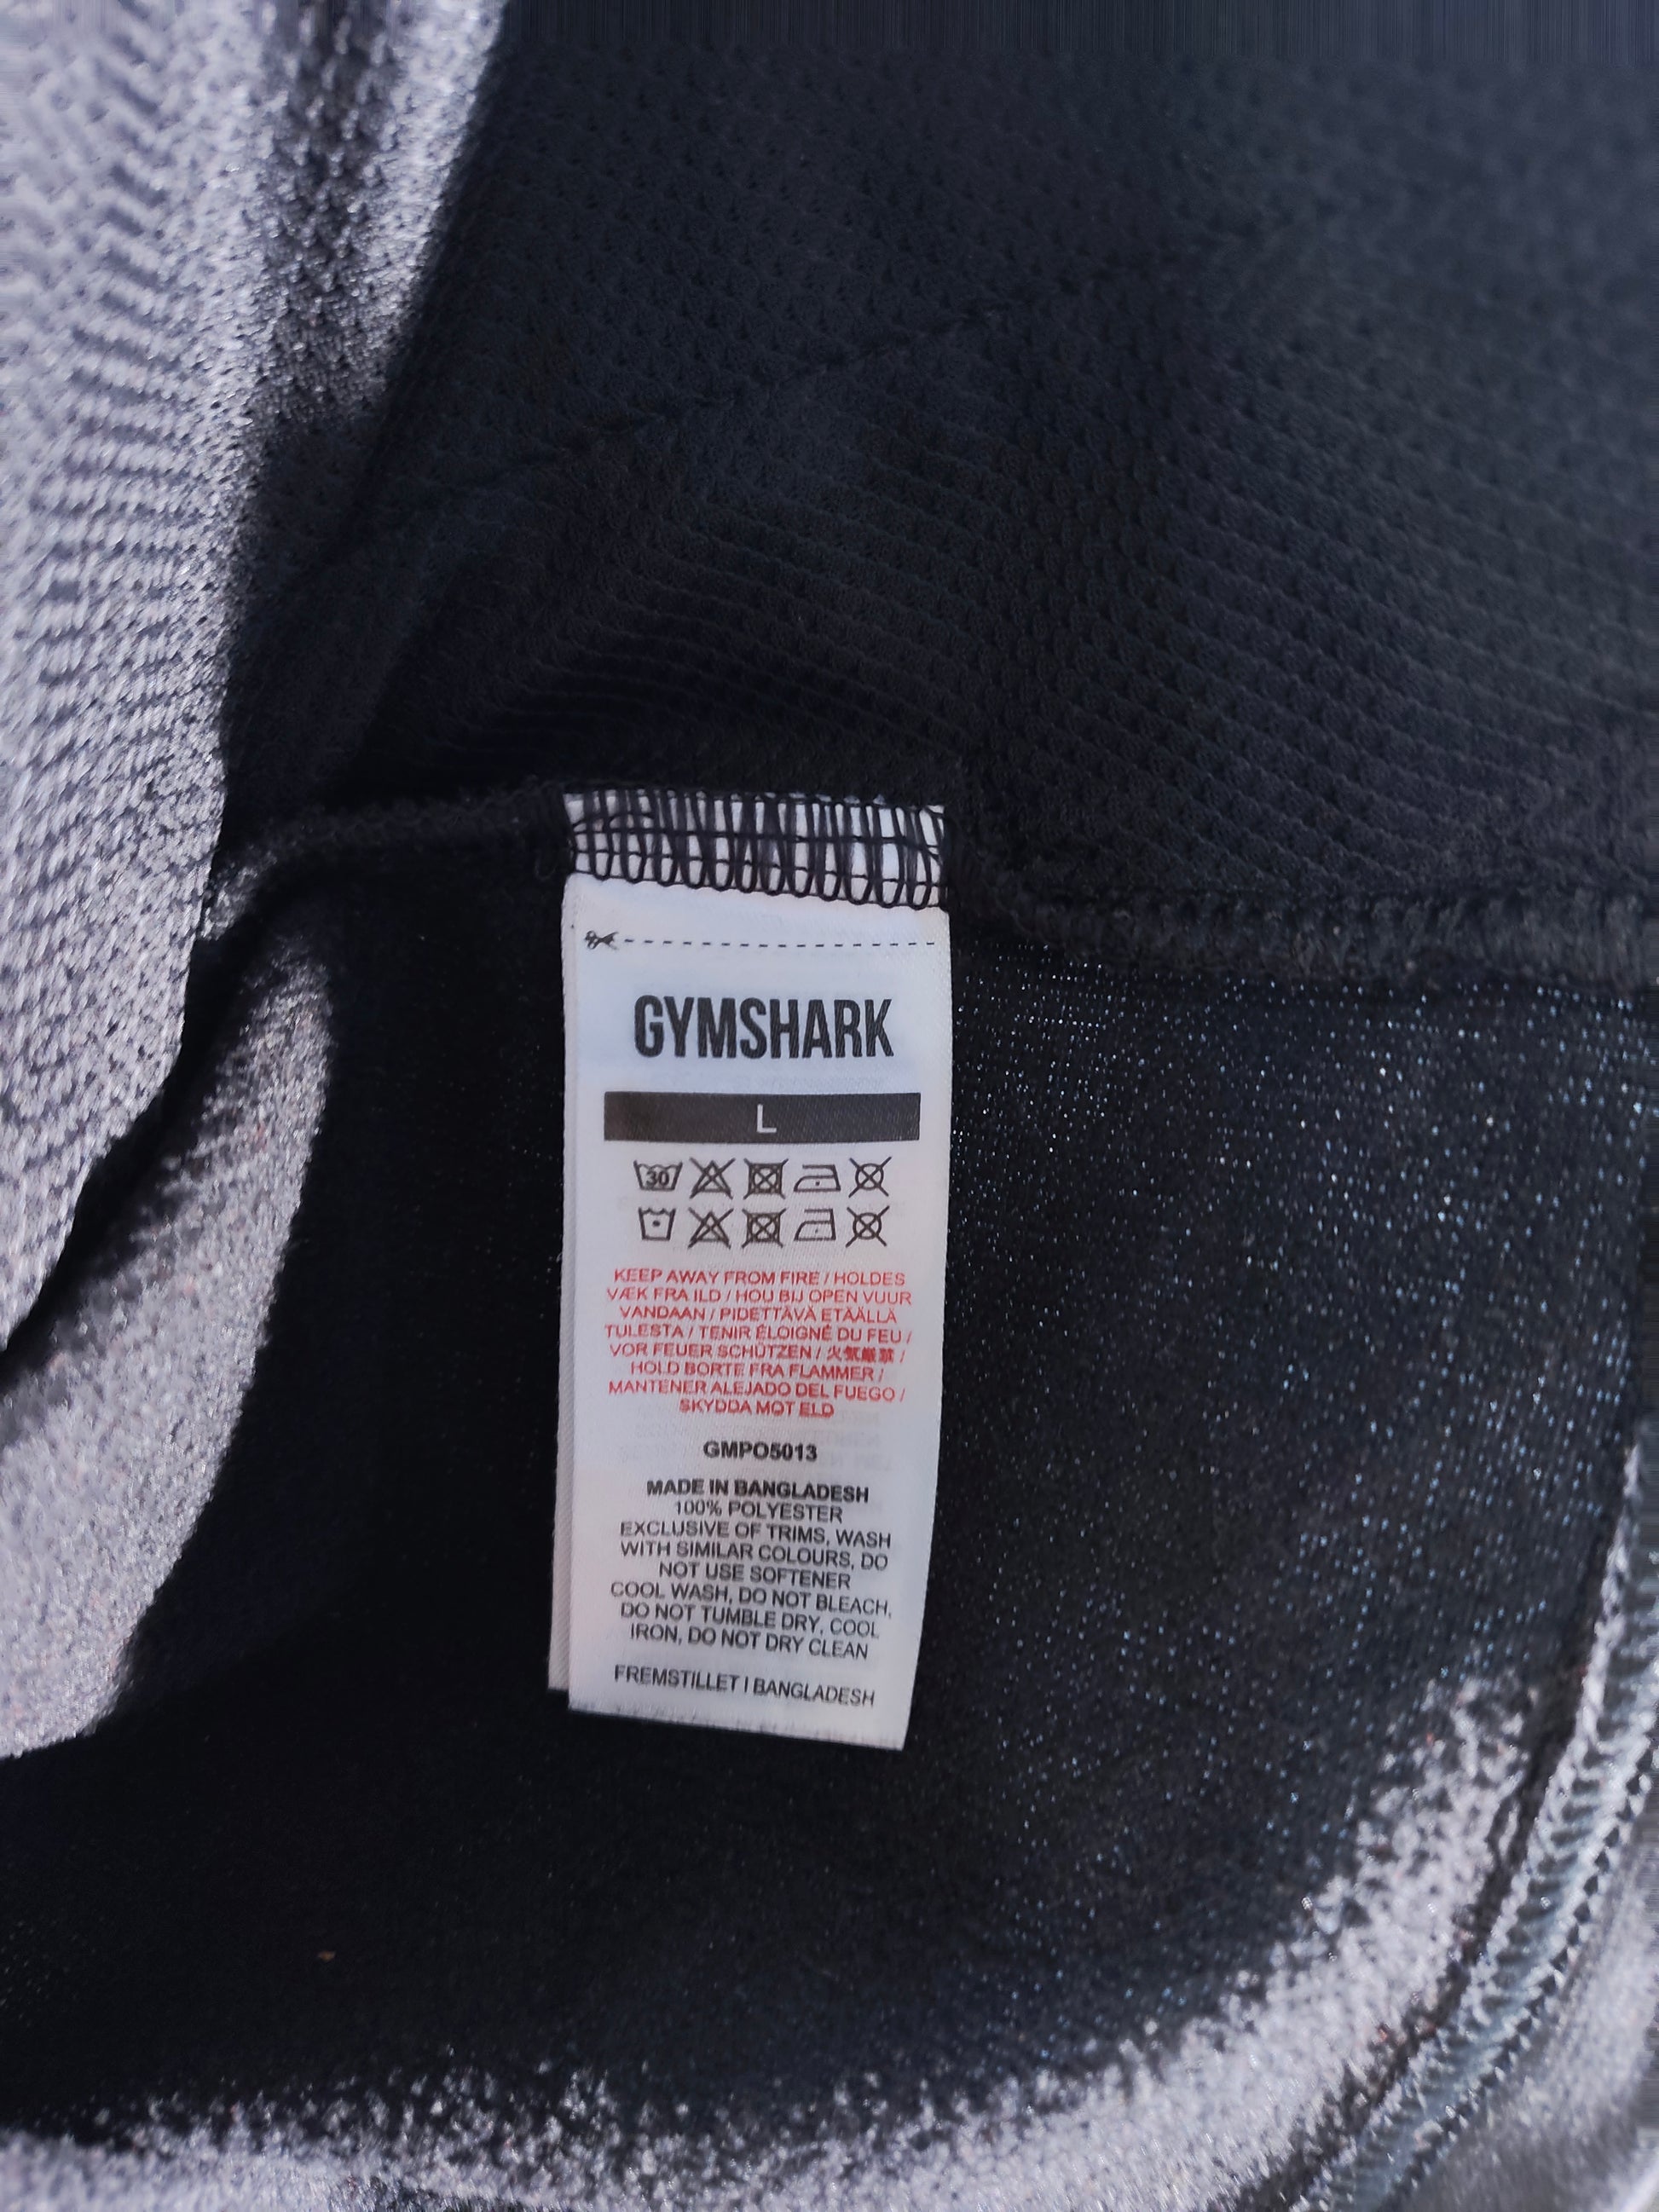 GYMSHARK
L
30
KEEP AWAY FROM FIRE / HOLDES
VÆK FRA ILD / HOU BIJ OPEN VUUR
VANDAAN / PIDETTÄVÄ ETÄÄLLÄ
TULESTA / TENIR ÉLOIGNÉ DU FEU /
VOR FEUER SCHÜTZEN / 火気厳禁 /
HOLD BORTE FRA FLAMMER /
MANTENER ALEJADO DEL FUEGO /
SKYDDA MOT ELD
GMPO5013
MADE IN BANGLADESH
100% POLYESTER
EXCLUSIVE OF TRIMS, WASH
WITH SIMILAR COLOURS, DO
NOT USE SOFTENER
COOL WASH, DO NOT BLEACH,
DO NOT TUMBLE DRY, COOL
IRON, DO NOT DRY CLEAN
FREMSTILLET I BANGLADESH